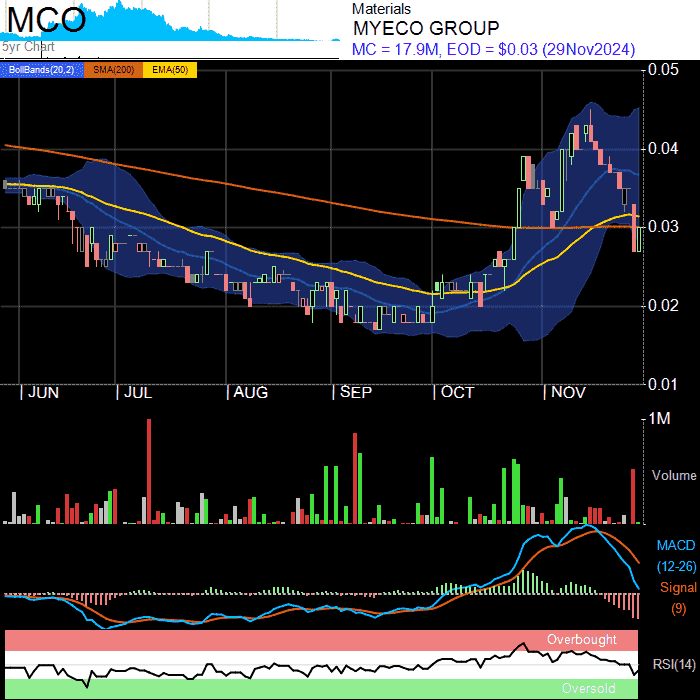 MCO
5yr Chart
Materials
MYECO GROUP
MC = 17.9M, EOD = $0.03 (29Nov2024)
BollBands(20,2) SMA(200) EMA(50)
0.05
0.04
0.03
0.02
0.01
JUN JUL AUG SEP OCT NOV
1M
Volume
MACD
(12-26)
Signal
(9)
Overbought
RSI(14)
Oversold